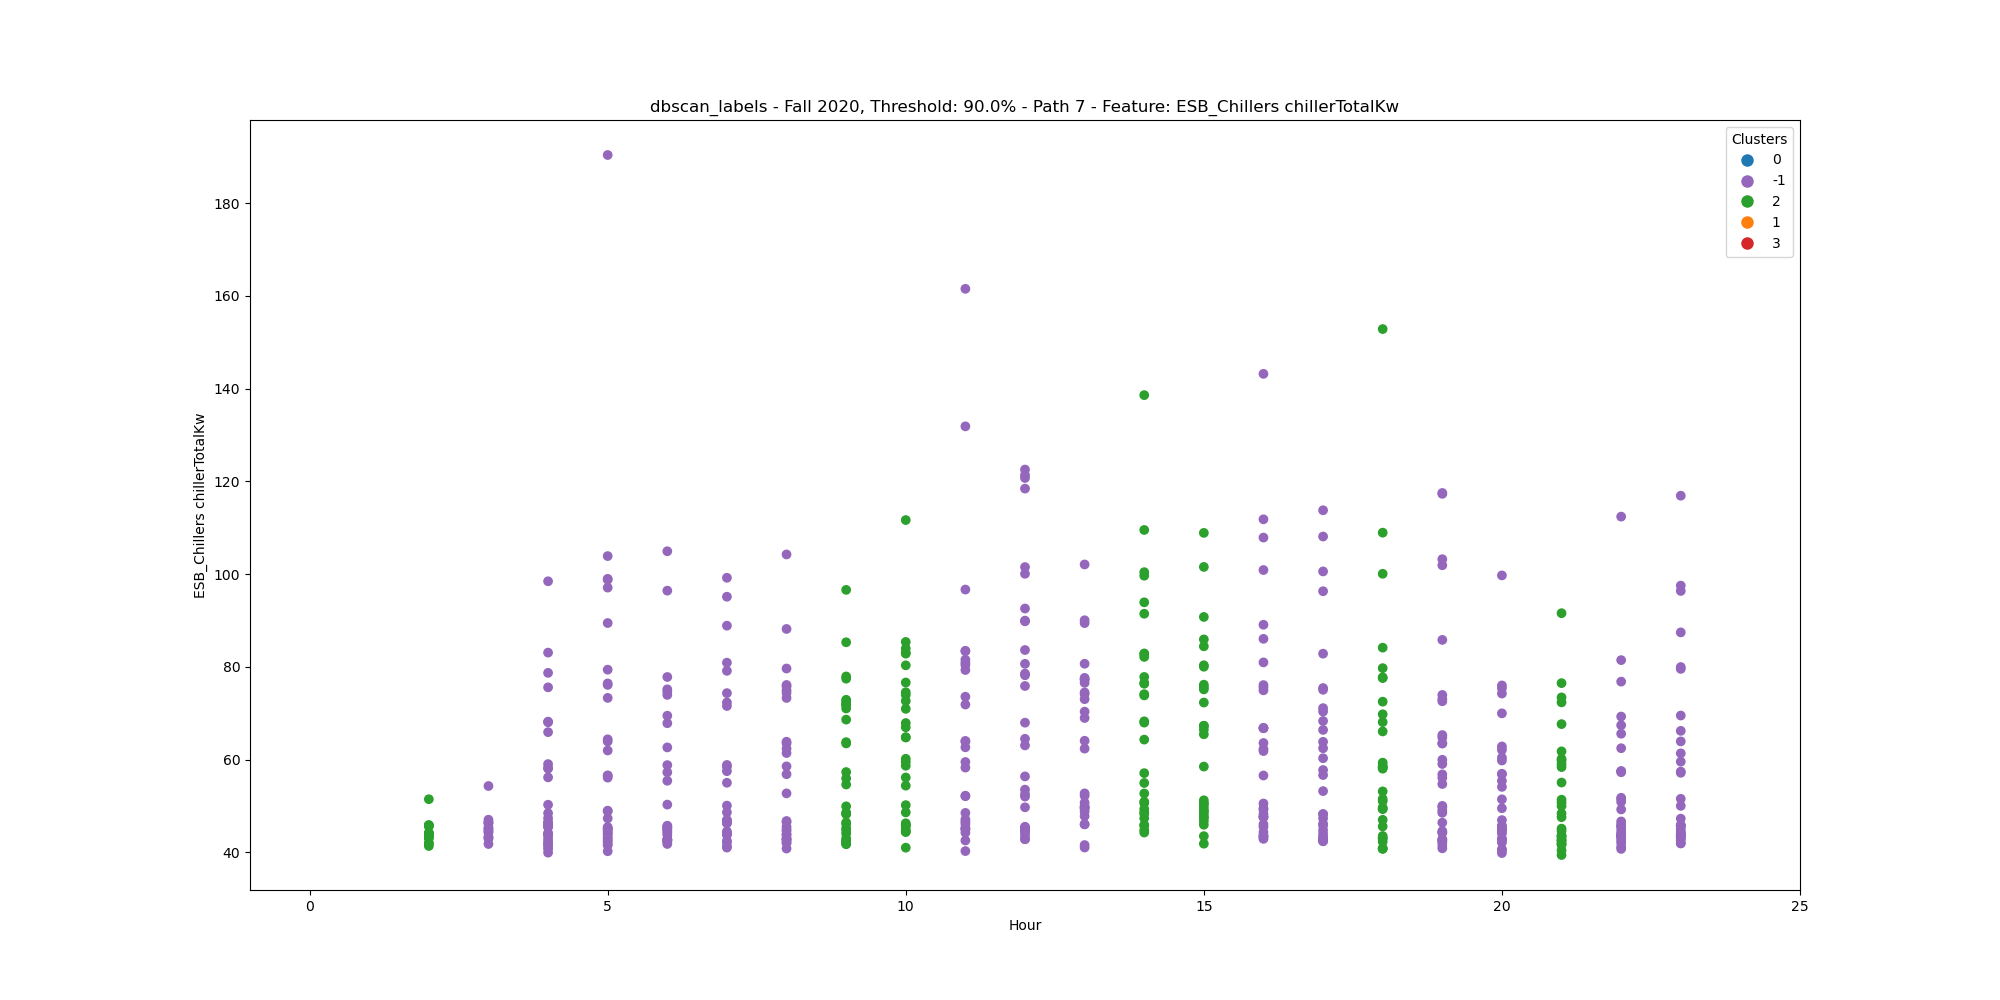 dbscan_labels - Fall 2020, Threshold: 90.0% - Path 7 - Feature: ESB_Chillers chillerTotalKw
Clusters
0
-1
2
1
3
180
160
140
120
100
80
60
40
ESB_Chillers chillerTotalKw
0 5 10 15 20 25
Hour